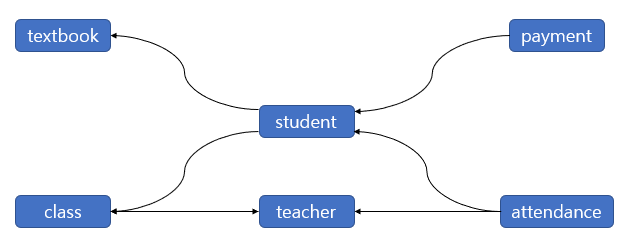 textbook
payment
student
class
teacher
attendance